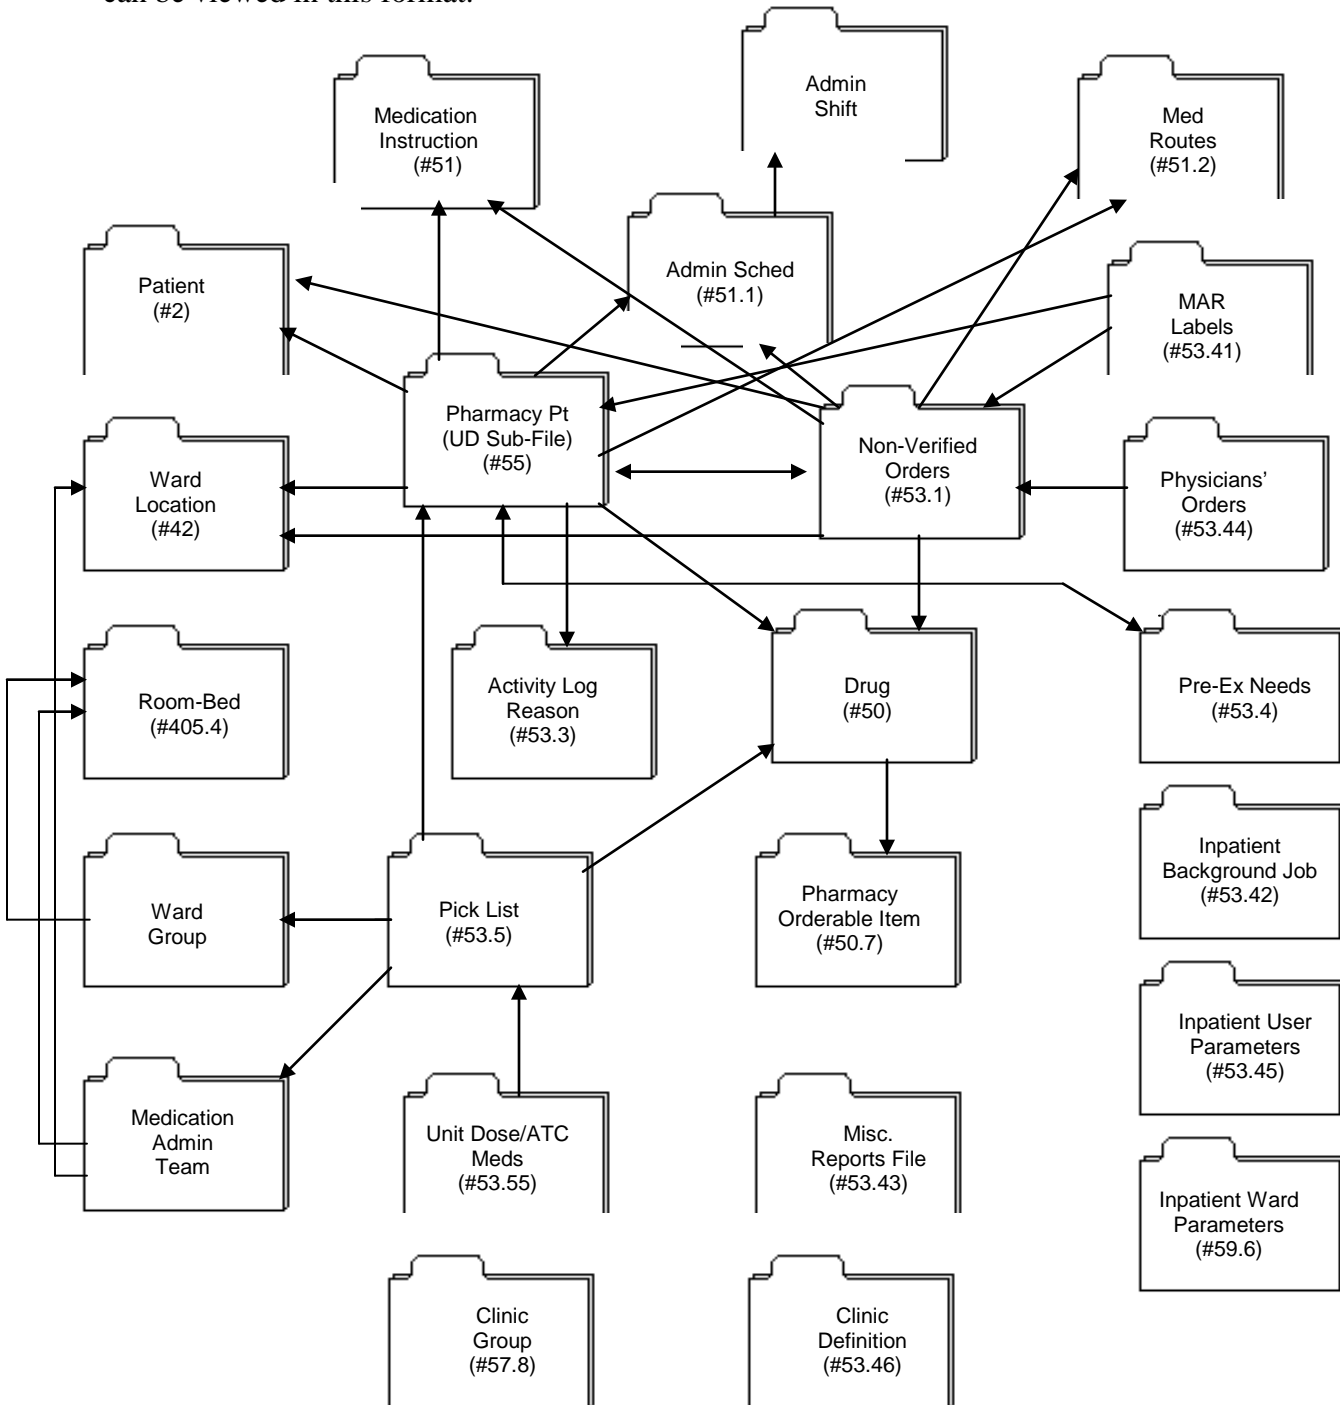 can be viewed in this format.
Admin
Shift
Medication
Instruction
(#51)
Med
Routes
(#51.2)
Patient
(#2)
Admin Sched
(#51.1)
MAR
Labels
(#53.41)
Pharmacy Pt
(UD Sub-File)
(#55)
Non-Verified
Orders
(#53.1)
Ward
Location
(#42)
Physicians'
Orders
(#53.44)
Room-Bed
(#405.4)
Activity Log
Reason
(#53.3)
Drug
(#50)
Pre-Ex Needs
(#53.4)
Inpatient
Background Job
(#53.42)
Ward
Group
Pick List
(#53.5)
Pharmacy
Orderable Item
(#50.7)
Inpatient User
Parameters
(#53.45)
Medication
Admin
Team
Unit Dose/ATC
Meds
(#53.55)
Misc.
Reports File
(#53.43)
Inpatient Ward
Parameters
(#59.6)
Clinic
Group
(#57.8)
Clinic
Definition
(#53.46)